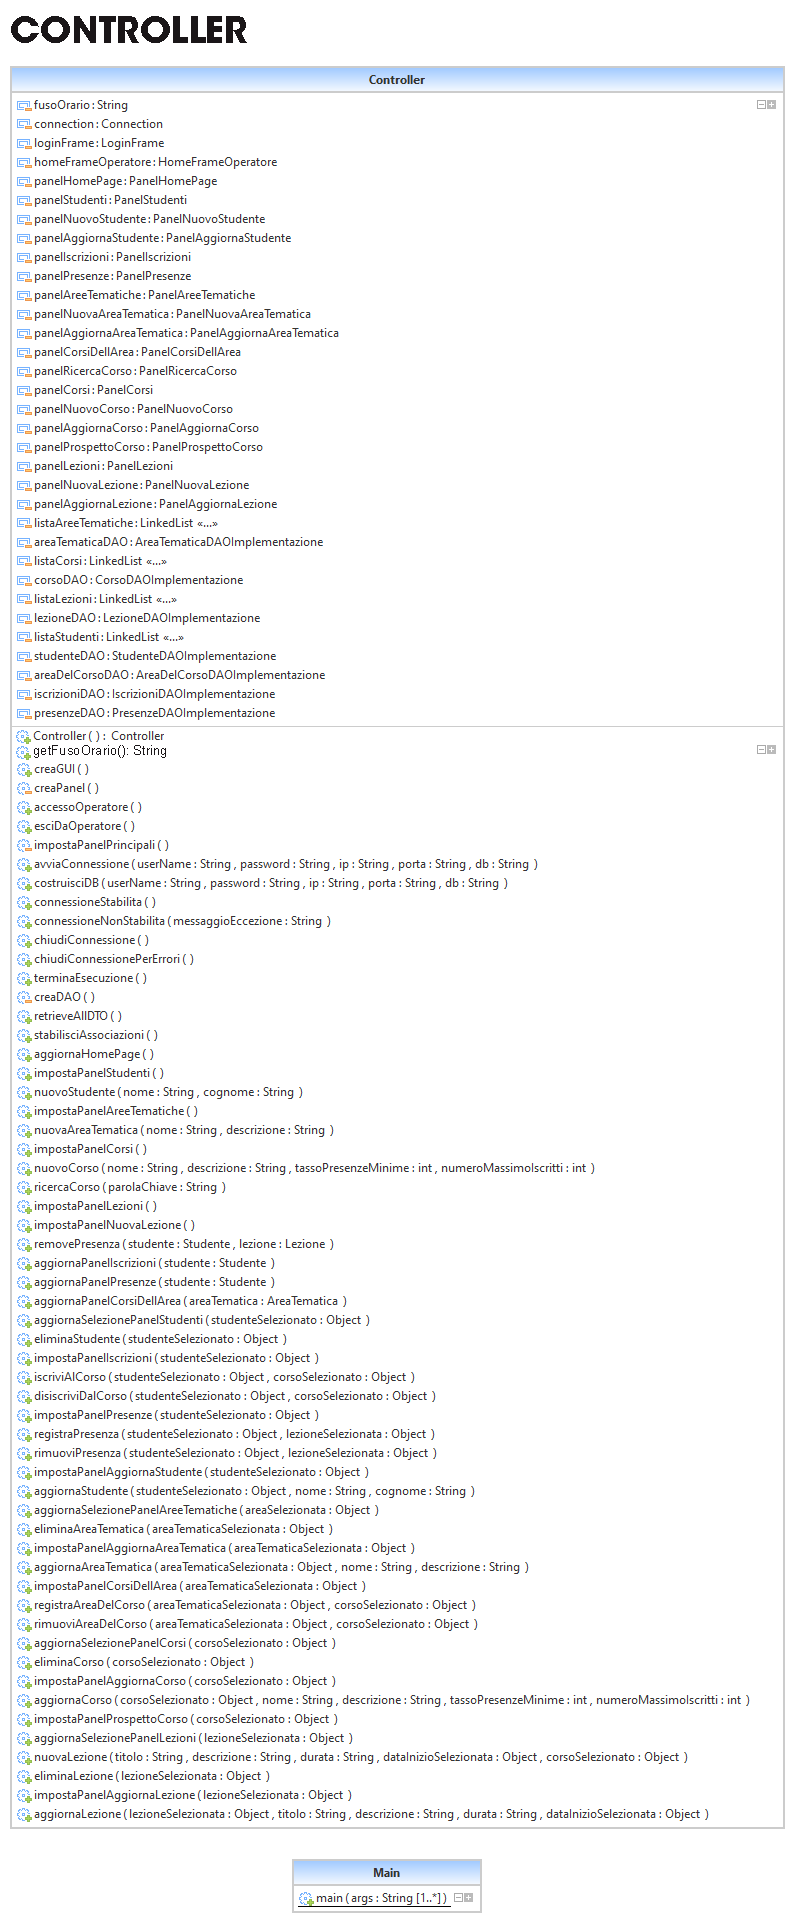 CONTROLLER
Controller
fusoOrario : String
connection : Connection
loginFrame : LoginFrame
homeFrameOperatore : HomeFrameOperatore
panelHomePage : PanelHomePage
panelStudenti : PanelStudenti
panelNuovoStudente : PanelNuovoStudente
panelAggiornaStudente : PanelAggiornaStudente
panelIscrizioni : PanelIscrizioni
panelPresenze : PanelPresenze
panelAreeTematiche : PanelAreeTematiche
panelNuovaAreaTematica : PanelNuovaAreaTematica
panelAggiornaAreaTematica : PanelAggiornaAreaTematica
panelCorsiDellArea : PanelCorsiDellArea
panelRicercaCorso : PanelRicercaCorso
panelCorsi : PanelCorsi
panelNuovoCorso : PanelNuovoCorso
panelAggiornaCorso : PanelAggiornaCorso
panelProspettoCorso : PanelProspettoCorso
panelLezioni : PanelLezioni
panelNuovaLezione : PanelNuovaLezione
panelAggiornaLezione : PanelAggiornaLezione
listaAreeTematiche : LinkedList «...»
areaTematicaDAO : AreaTematicaDAOImplementazione
listaCorsi : LinkedList «...»
corsoDAO : CorsoDAOImplementazione
listaLezioni : LinkedList «...»
lezioneDAO : LezioneDAOImplementazione
listaStudenti : LinkedList «...»
studenteDAO : StudenteDAOImplementazione
areaDelCorsoDAO : AreaDelCorsoDAOImplementazione
iscrizioniDAO : IscrizioniDAOImplementazione
presenzeDAO : PresenzeDAOImplementazione
Controller ( ) : Controller
getFusoOrario(): String
creaGUI ( )
creaPanel ( )
accessoOperatore ( )
esciDaOperatore ( )
impostaPanelPrincipali ( )
avviaConnessione ( userName : String , password : String , ip : String , porta : String , db : String )
costruisciDB ( userName : String , password : String , ip : String , porta : String , db : String )
connessioneStabilita ( )
connessioneNonStabilita ( messaggioEccezione : String )
chiudiConnessione ( )
chiudiConnessionePerErrori ( )
terminaEsecuzione ( )
creaDAO ( )
retrieveAllDTO ( )
stabilisciAssociazioni ( )
aggiornaHomePage ( )
impostaPanelStudenti ( )
nuovoStudente ( nome : String , cognome : String )
impostaPanelAreeTematiche ( )
nuovaAreaTematica ( nome : String , descrizione : String )
impostaPanelCorsi ( )
nuovoCorso ( nome : String , descrizione : String , tassoPresenzeMinime : int , numeroMassimoIscritti : int )
ricercaCorso ( parolaChiave : String )
impostaPanelLezioni ( )
impostaPanelNuovaLezione ( )
removePresenza ( studente : Studente , lezione : Lezione )
aggiornaPanelIscrizioni ( studente : Studente )
aggiornaPanelPresenze ( studente : Studente )
aggiornaPanelCorsiDellArea ( areaTematica : AreaTematica )
aggiornaSelezionePanelStudenti ( studenteSelezionato : Object )
eliminaStudente ( studenteSelezionato : Object )
impostaPanelIscrizioni ( studenteSelezionato : Object )
iscriviAlCorso ( studenteSelezionato : Object , corsoSelezionato : Object )
disiscriviDalCorso ( studenteSelezionato : Object , corsoSelezionato : Object )
impostaPanelPresenze ( studenteSelezionato : Object )
registraPresenza ( studenteSelezionato : Object , lezioneSelezionata : Object )
rimuoviPresenza ( studenteSelezionato : Object , lezioneSelezionata : Object )
impostaPanelAggiornaStudente ( studenteSelezionato : Object )
aggiornaStudente ( studenteSelezionato : Object , nome : String , cognome : String )
aggiornaSelezionePanelAreeTematiche ( areaSelezionata : Object )
eliminaAreaTematica ( areaTematicaSelezionata : Object )
impostaPanelAggiornaAreaTematica ( areaTematicaSelezionata : Object )
aggiornaAreaTematica ( areaTematicaSelezionata : Object , nome : String , descrizione : String )
impostaPanelCorsiDellArea ( areaTematicaSelezionata : Object )
registraAreaDelCorso ( areaTematicaSelezionata : Object , corsoSelezionato : Object )
rimuoviAreaDelCorso ( areaTematicaSelezionata : Object , corsoSelezionato : Object )
aggiornaSelezionePanelCorsi ( corsoSelezionato : Object )
eliminaCorso ( corsoSelezionato : Object )
impostaPanelAggiornaCorso ( corsoSelezionato : Object )
aggiornaCorso ( corsoSelezionato : Object , nome : String , descrizione : String , tassoPresenzeMinime : int , numeroMassimoIscritti : int )
impostaPanelProspettoCorso ( corsoSelezionato : Object )
aggiornaSelezionePanelLezioni ( lezioneSelezionata : Object )
nuovaLezione ( titolo : String , descrizione : String , durata : String , dataInizioSelezionata : Object , corsoSelezionato : Object )
eliminaLezione ( lezioneSelezionata : Object )
impostaPanelAggiornaLezione ( lezioneSelezionata : Object )
aggiornaLezione ( lezioneSelezionata : Object , titolo : String , descrizione : String , durata : String , dataInizioSelezionata : Object )
Main
main ( args : String [1..*] )